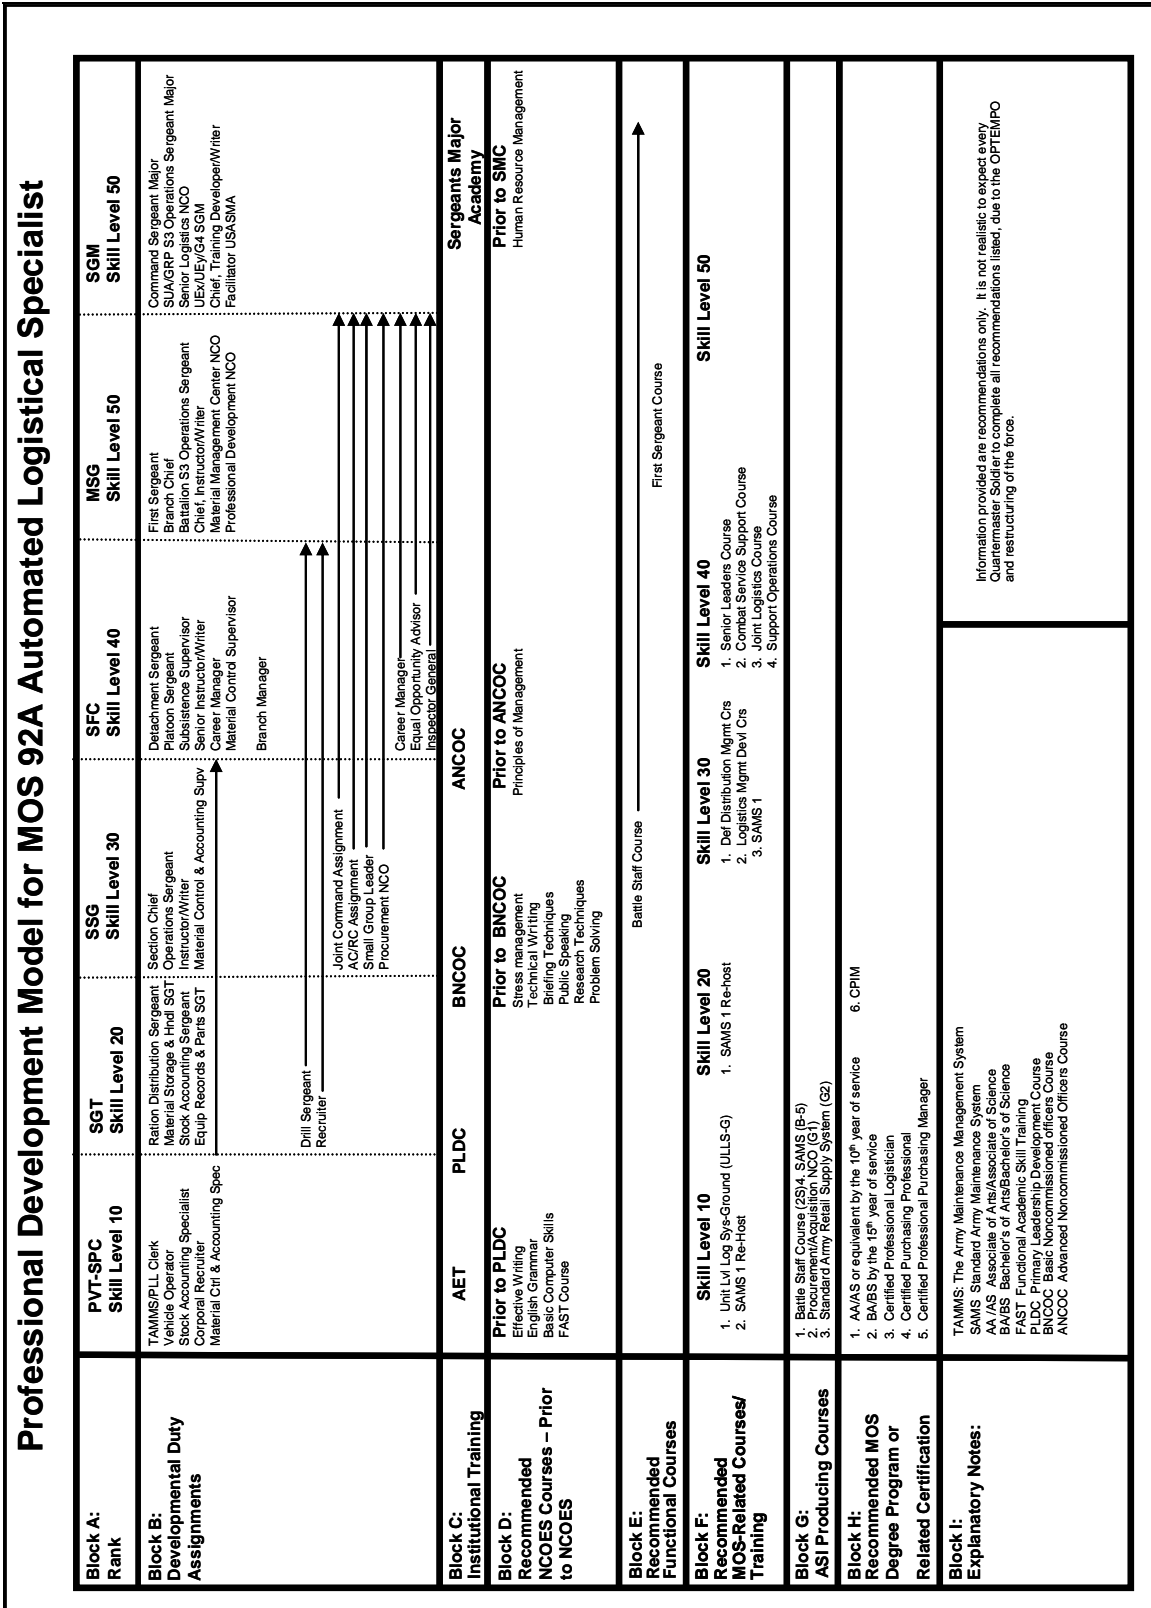 Professional Development Model for MOS 92A Automated Logistical Specialist
Block A:
Rank
PVT-SPC
Skill Level 10
SGT
Skill Level 20
SSG
Skill Level 30
SFC
Skill Level 40
MSG
Skill Level 50
SGM
Skill Level 50
Block B:
Developmental Duty
Assignments
TAMMS/PLL Clerk
Vehicle Operator
Stock Accounting Specialist
Corporal Recruiter
Material Ctrl & Accounting Spec
Ration Distribution Sergeant
Material Storage & Hndl SGT
Stock Accounting Sergeant
Equip Records & Parts SGT
Drill Sergeant
Recruiter
Section Chief
Operations Sergeant
Instructor/Writer
Material Control & Accounting Supv
Joint Command Assignment
AC/RC Assignment
Small Group Leader
Procurement NCO
Detachment Sergeant
Platoon Sergeant
Subsistence Supervisor
Senior Instructor/Writer
Career Manager
Material Control Supervisor
Branch Manager
Career Manager
Equal Opportunity Advisor
Inspector General
First Sergeant
Branch Chief
Battalion S3 Operations Sergeant
Chief, Instructor/Writer
Material Management Center NCO
Professional Development NCO
Command Sergeant Major
SUA/GRP S3 Operations Sergeant Major
Senior Logistics NCO
UEx/UEy/G4 SGM
Chief, Training Developer/Writer
Facilitator USASMA
Block C:
Institutional Training
AET
PLDC
BNCOC
ANCOC
Sergeants Major
Academy
Block D:
Recommended
NCOES Courses – Prior
to NCOES
Prior to PLDC
Effective Writing
English Grammar
Basic Computer Skills
FAST Course
Prior to BNCOC
Stress management
Technical Writing
Briefing Techniques
Public Speaking
Research Techniques
Problem Solving
Prior to ANCOC
Principles of Management
Prior to SMC
Human Resource Management
Block E:
Recommended
Functional Courses
Battle Staff Course
First Sergeant Course
Block F:
Recommended
MOS-Related Courses/
Training
Skill Level 10
1. Unit Lvl Log Sys-Ground (ULLS-G)
2. SAMS 1 Re-Host
Skill Level 20
1. SAMS 1 Re-host
Skill Level 30
1. Def Distribution Mgmt Crs
2. Logistics Mgmt Devl Crs
3. SAMS 1
Skill Level 40
1. Senior Leaders Course
2. Combat Service Support Course
3. Joint Logistics Course
4. Support Operations Course
Skill Level 50
Block G:
ASI Producing Courses
1. Battle Staff Course (2S)4. SAMS (B-5)
2. Procurement/Acquisition NCO (G1)
3. Standard Army Retail Supply System (G2)
Block H:
Recommended MOS
Degree Program or
Related Certification
1. AA/AS or equivalent by the 10th year of service
6. CPIM
2. BA/BS by the 15th year of service
3. Certified Professional Logistician
4. Certified Purchasing Professional
5. Certified Professional Purchasing Manager
Block I:
Explanatory Notes:
TAMMS: The Army Maintenance Management System
SAMS Standard Army Maintenance System
AA /AS Associate of Arts/Associate of Science
BA/BS Bachelor's of Arts/Bachelor's of Science
FAST Functional Academic Skill Training
PLDC Primary Leadership Development Course
BNCOC Basic Noncommissioned officers Course
ANCOC Advanced Noncommissioned Officers Course
Information provided are recommendations only. It is not realistic to expect every
Quartermaster Soldier to complete all recommendations listed, due to the OPTEMPO
and restructuring of the force.